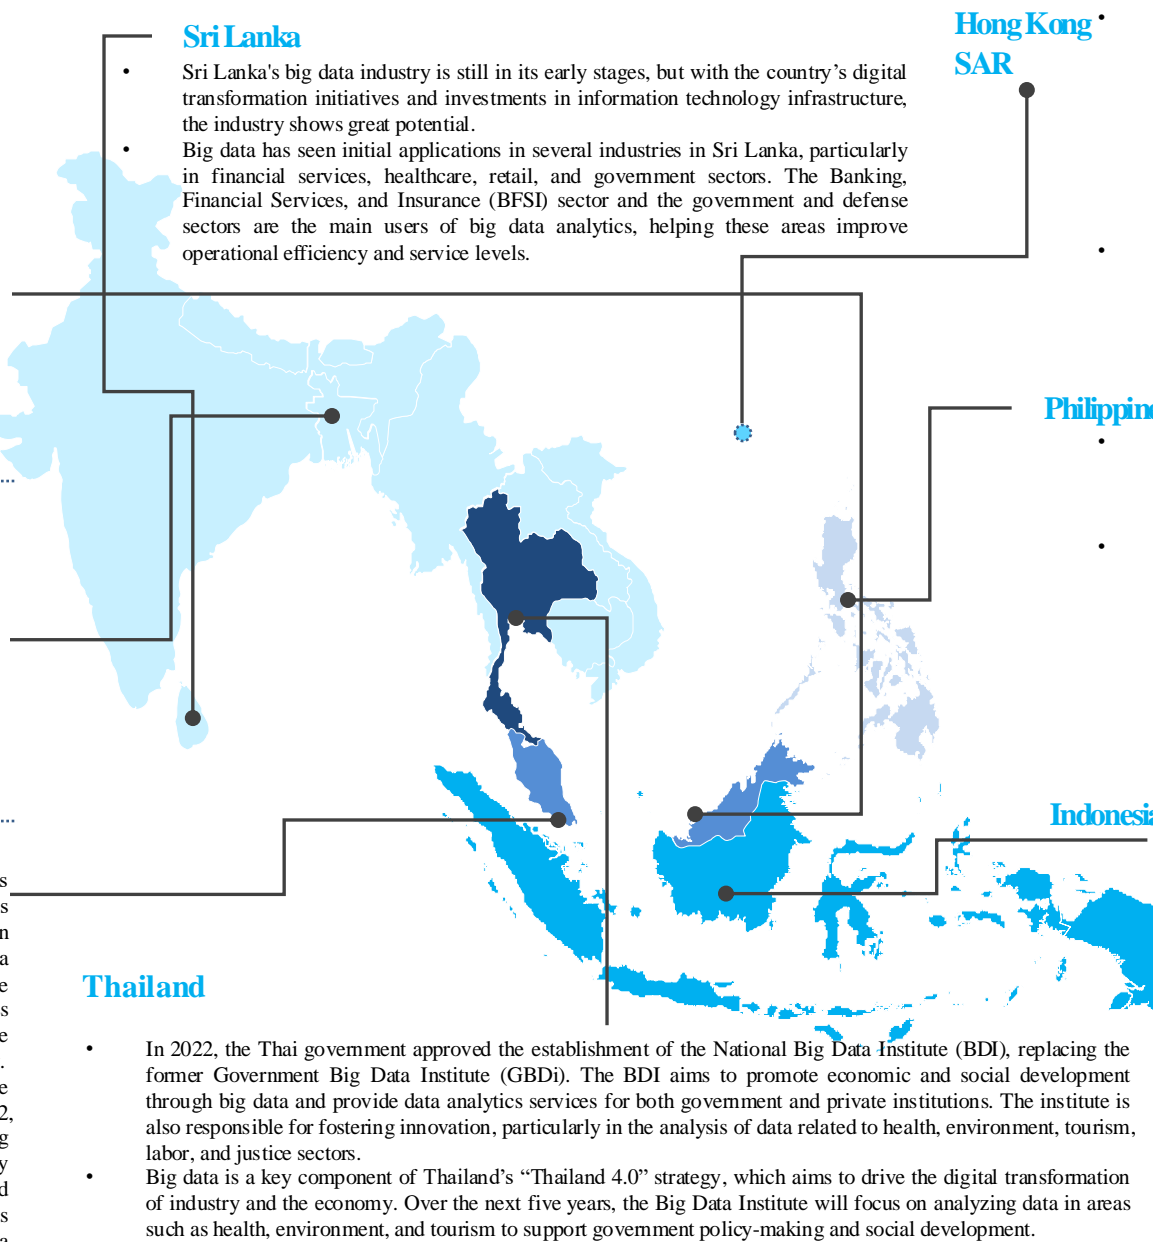 Sri Lanka
• Sri Lanka's big data industry is still in its early stages, but with the country’s digital
transformation initiatives and investments in information technology infrastructure,
the industry shows great potential.
• Big data has seen initial applications in several industries in Sri Lanka, particularly
in financial services, healthcare, retail, and government sectors. The Banking,
Financial Services, and Insurance (BFSI) sector and the government and defense
sectors are the main users of big data analytics, helping these areas improve
operational efficiency and service levels.
Hong Kong
SAR
•
•
Philippine
•
•
Indonesia
s
s
n
a
e
s
e
.
e
2,
g
y
d
s
a
Thailand
• In 2022, the Thai government approved the establishment of the National Big Data Institute (BDI), replacing the
former Government Big Data Institute (GBDi). The BDI aims to promote economic and social development
through big data and provide data analytics services for both government and private institutions. The institute is
also responsible for fostering innovation, particularly in the analysis of data related to health, environment, tourism,
labor, and justice sectors.
• Big data is a key component of Thailand’s “Thailand 4.0” strategy, which aims to drive the digital transformation
of industry and the economy. Over the next five years, the Big Data Institute will focus on analyzing data in areas
such as health, environment, and tourism to support government policy-making and social development.